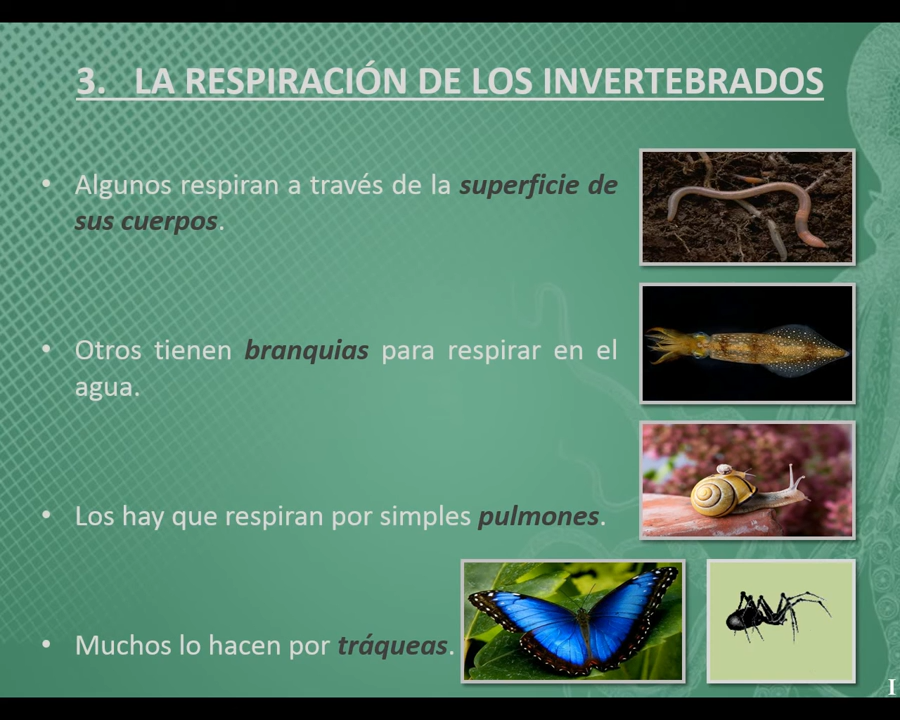 3. LA RESPIRACIÓN DE LOS INVERTEBRADOS
• Algunos respiran a través de la superficie de
sus cuerpos.
• Otros tienen branquias para respirar en el
agua.
• Los hay que respiran por simples pulmones.
• Muchos lo hacen por tráqueas.
I